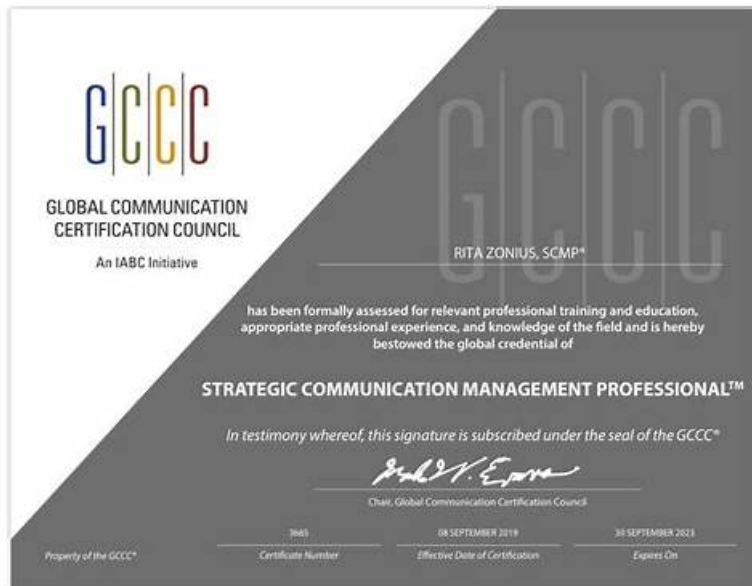 GCCC
GCCC
GLOBAL COMMUNICATION
CERTIFICATION COUNCIL
An IABC Initiative
RITA ZONIUS, SCMP®
has been formally assessed for relevant professional training and education,
appropriate professional experience, and knowledge of the field and is hereby
bestowed the global credential of
STRATEGIC COMMUNICATION MANAGEMENT PROFESSIONAL™
In testimony whereof, this signature is subscribed under the seal of the GCCC®
Chair, Global Communication Certification Council
3665 08 SEPTEMBER 2019 30 SEPTEMBER 2023
Property of the GCCC® Certificate Number Effective Date of Certification Expires On